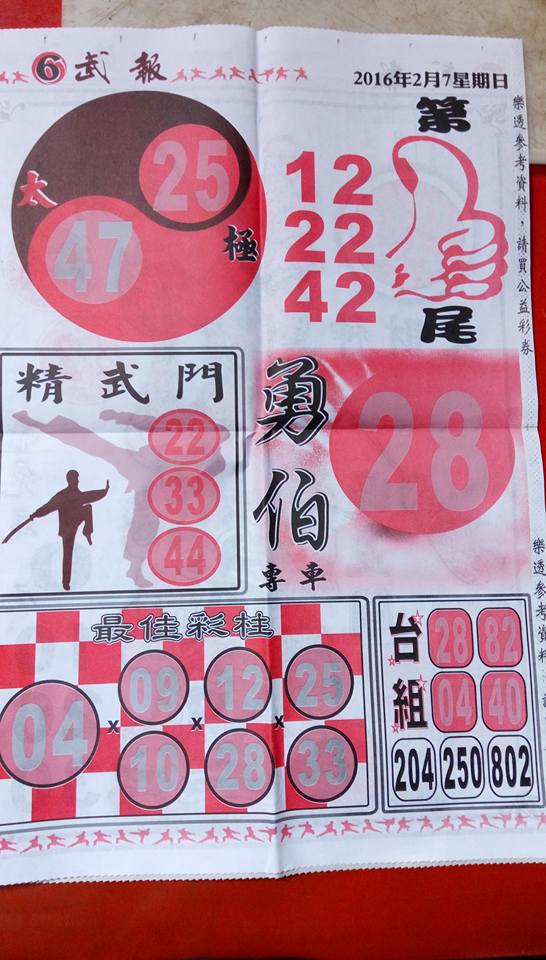 6 武報
2016年2月7星期日
太極
25
47
第尾
12
22
42
樂透參考資料，請買公益彩券
精武門
22
33
44
勇伯
專車
28
最佳彩柱
04 x 09 x 12 x 25
10 28 33
台組
28 82
04 40
204 250 802
樂透參考資料